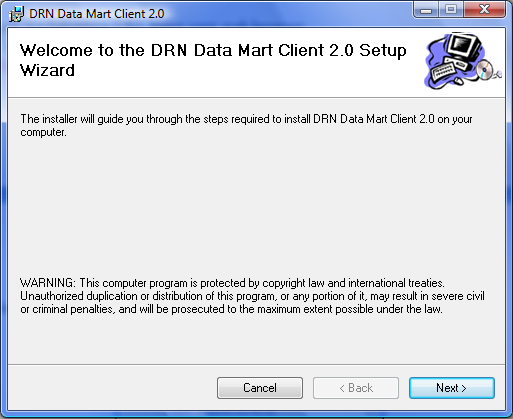 DRN Data Mart Client 2.0
Welcome to the DRN Data Mart Client 2.0 Setup
Wizard
The installer will guide you through the steps required to install DRN Data Mart Client 2.0 on your
computer.
WARNING: This computer program is protected by copyright law and international treaties.
Unauthorized duplication or distribution of this program, or any portion of it, may result in severe civil
or criminal penalties, and will be prosecuted to the maximum extent possible under the law.
Cancel
< Back
Next >